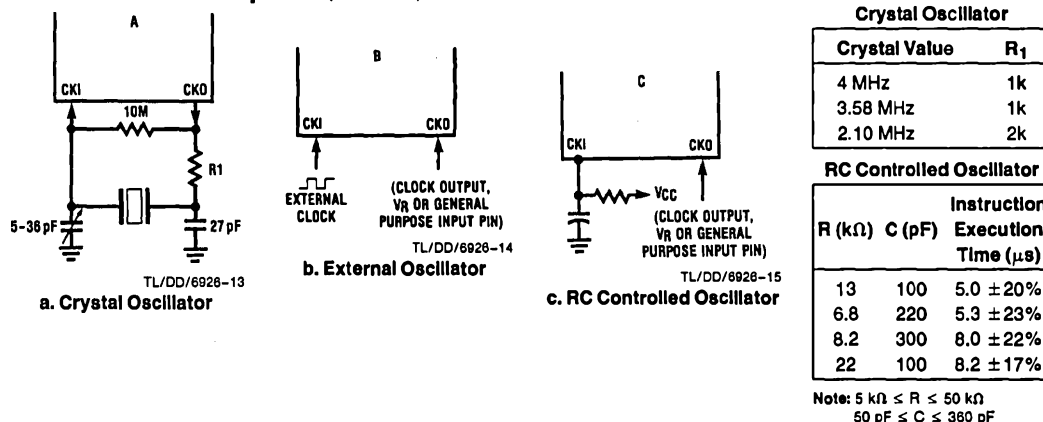 A
CKI
CKO
10M
R1
5-36 pF
27 pF
TL/DD/6926-13
a. Crystal Oscillator
B
CKI
CKO
EXTERNAL
CLOCK
(CLOCK OUTPUT,
VR OR GENERAL
PURPOSE INPUT PIN)
TL/DD/6926-14
b. External Oscillator
C
CKI
CKO
VCC
(CLOCK OUTPUT,
VR OR GENERAL
PURPOSE INPUT PIN)
TL/DD/6926-15
c. RC Controlled Oscillator
Crystal Oscillator
Crystal Value R1
4 MHz 1k
3.58 MHz 1k
2.10 MHz 2k
RC Controlled Oscillator
R (kΩ) C (pF) Instruction
Execution
Time (μs)
13 100 5.0 ±20%
6.8 220 5.3 ±23%
8.2 300 8.0 ±22%
22 100 8.2 ±17%
Note: 5 kΩ ≤ R ≤ 50 kΩ
50 pF ≤ C ≤ 360 pF